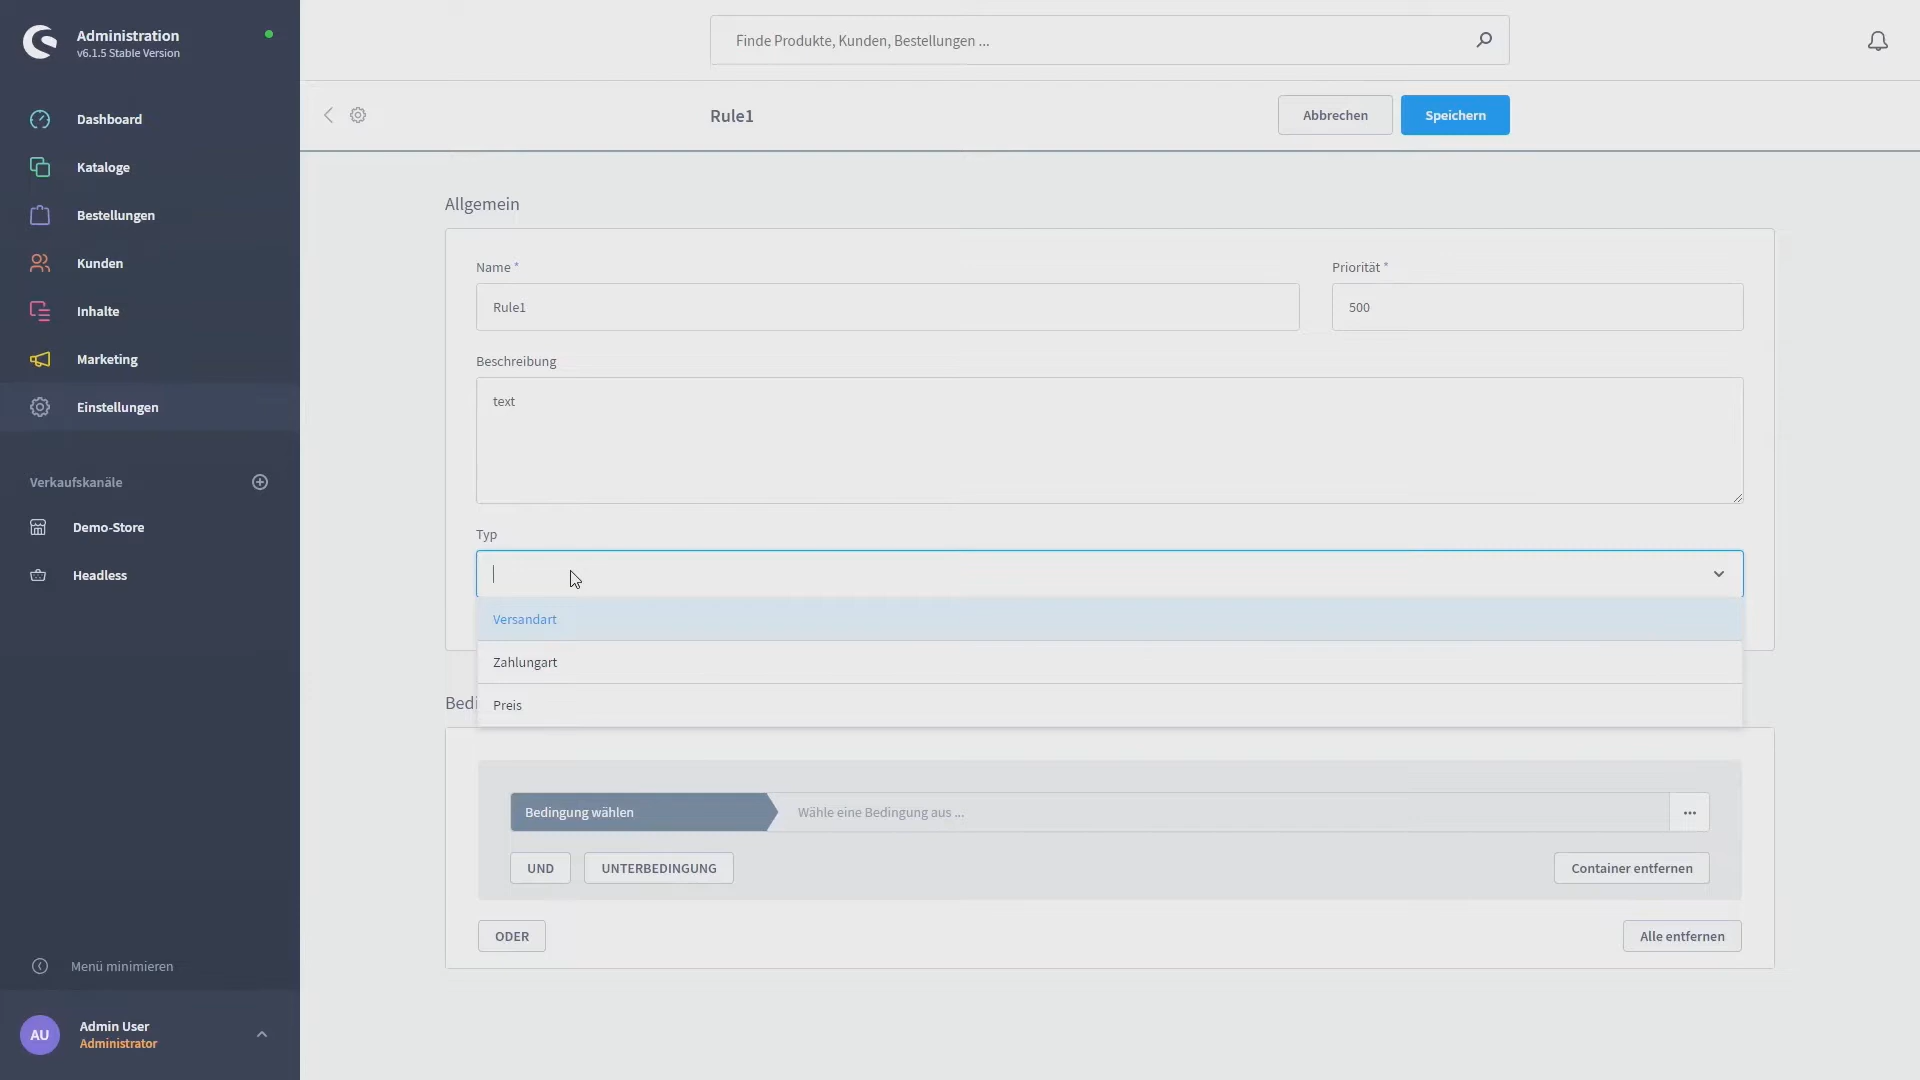 Administration
v6.1.5 Stable Version
Dashboard
Kataloge
Bestellungen
Kunden
Inhalte
Marketing
Einstellungen
Verkaufskanäle
Demo-Store
Headless
Menü minimieren
AU
Admin User
Administrator
Finde Produkte, Kunden, Bestellungen ...
Rule1
Abbrechen
Speichern
Allgemein
Name *
Priorität *
Rule1
500
Beschreibung
text
Typ
Versandart
Zahlungart
Preis
Bedi
Bedingung wählen
Wähle eine Bedingung aus ...
UND
UNTERBEDINGUNG
Container entfernen
ODER
Alle entfernen